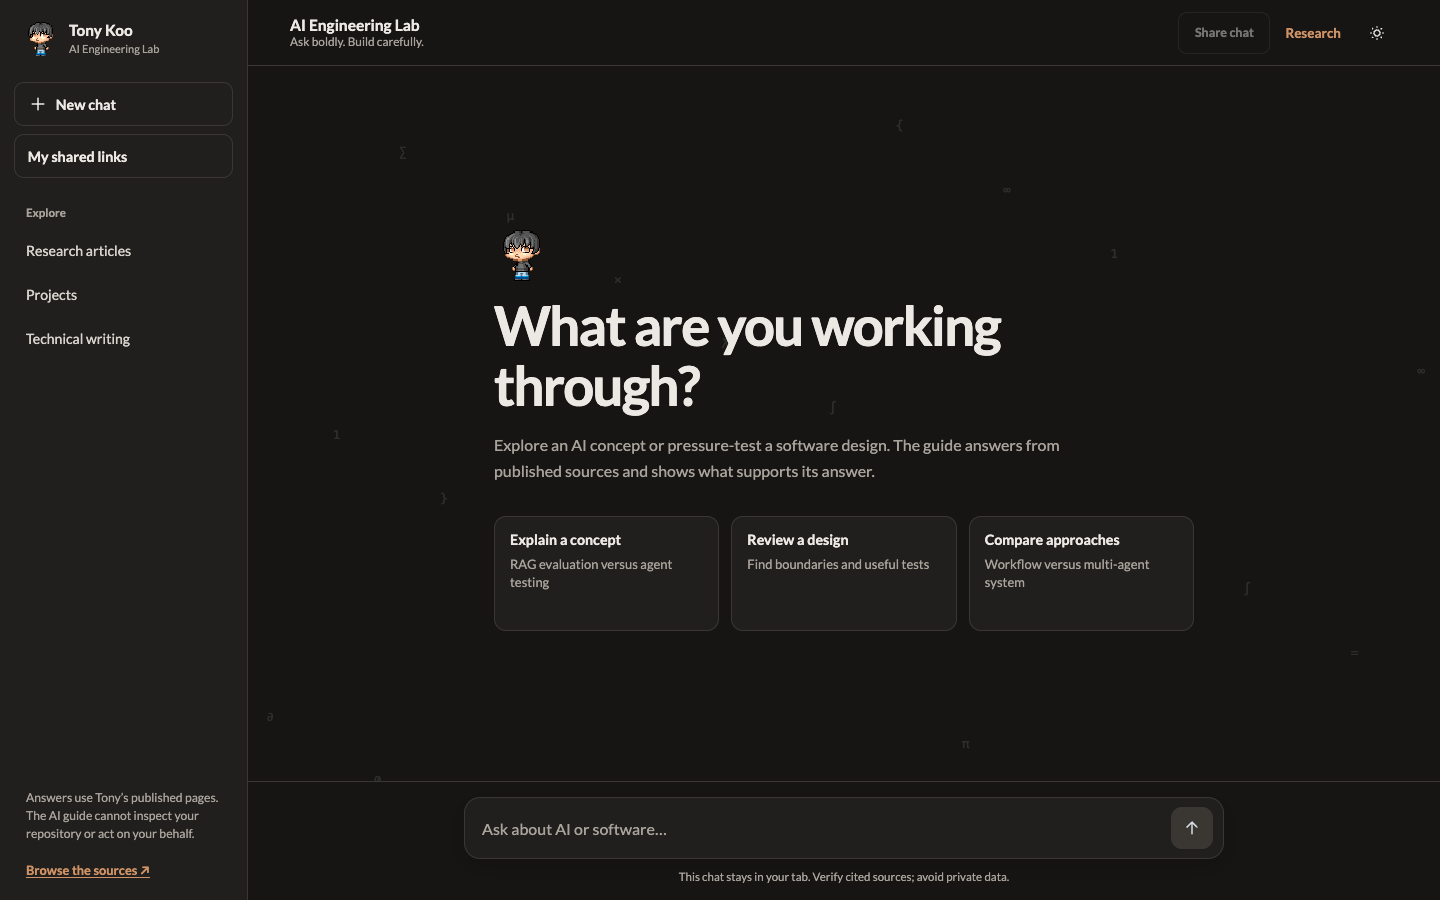 Tony Koo
AI Engineering Lab
New chat
My shared links
Explore
Research articles
Projects
Technical writing
Answers use Tony's published pages.
The AI guide cannot inspect your
repository or act on your behalf.
Browse the sources ↗
AI Engineering Lab
Ask boldly. Build carefully.
Share chat
Research
{
∑
∞
μ
1
×
What are you working
through?
∞
∫
1
Explore an AI concept or pressure-test a software design. The guide answers from
published sources and shows what supports its answer.
}
Explain a concept
RAG evaluation versus agent
testing
Review a design
Find boundaries and useful tests
Compare approaches
Workflow versus multi-agent
system
∫
=
∂
π
Ask about AI or software...
This chat stays in your tab. Verify cited sources; avoid private data.